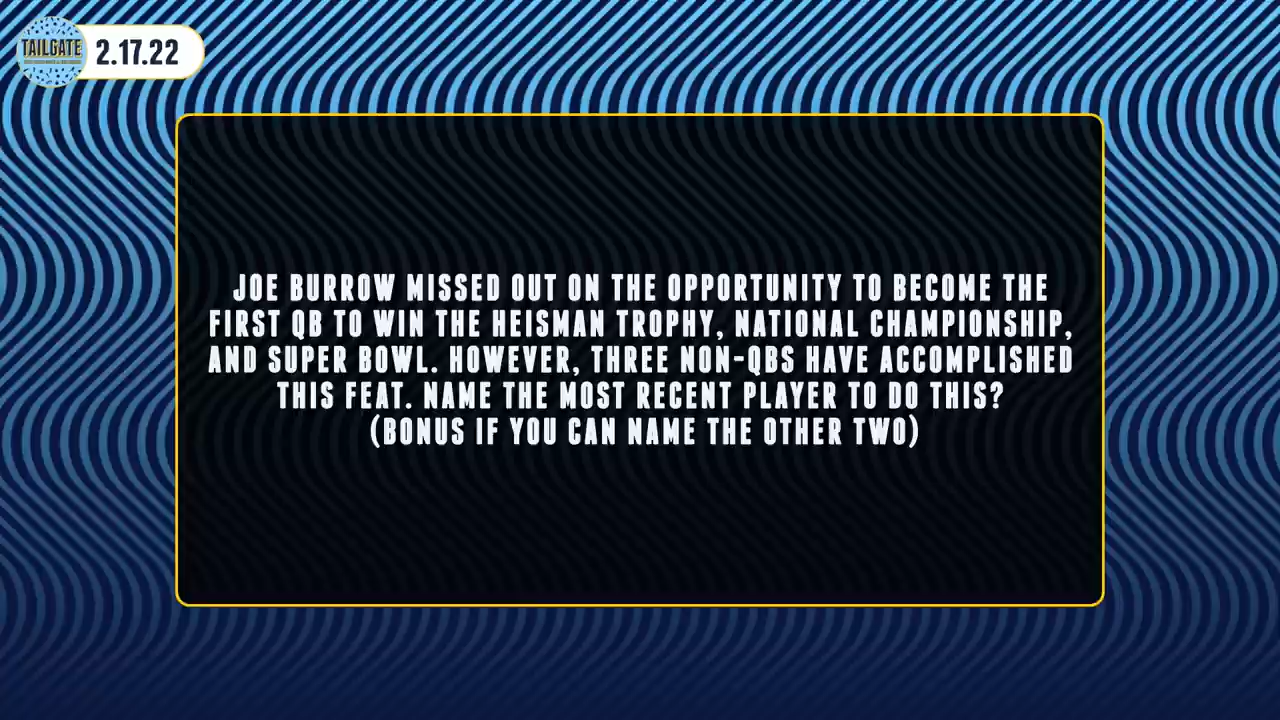 TAILGATE
2.17.22
JOE BURROW MISSED OUT ON THE OPPORTUNITY TO BECOME THE
FIRST QB TO WIN THE HEISMAN TROPHY, NATIONAL CHAMPIONSHIP,
AND SUPER BOWL. HOWEVER, THREE NON-QBS HAVE ACCOMPLISHED
THIS FEAT. NAME THE MOST RECENT PLAYER TO DO THIS?
(BONUS IF YOU CAN NAME THE OTHER TWO)